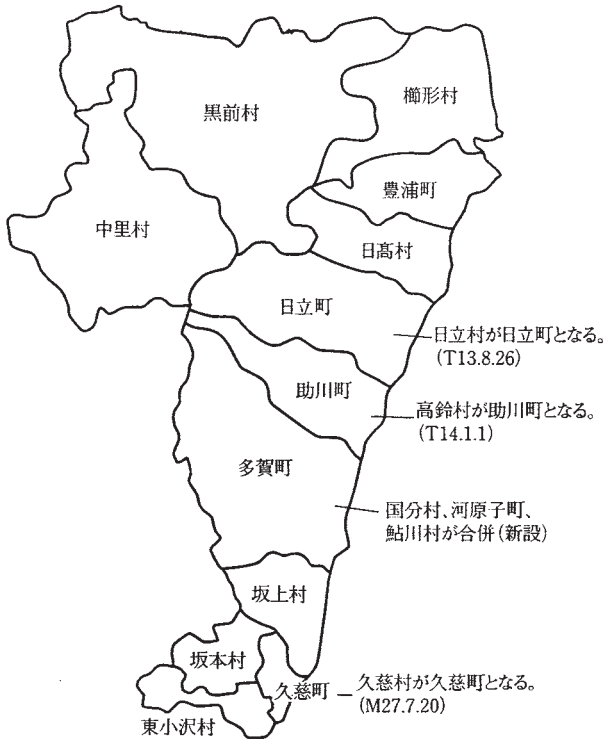 櫛形村
黒前村
豊浦町
中里村
日髙村
日立町
日立村が日立町となる。
(T13.8.26)
助川町
高鈴村が助川町となる。
(T14.1.1)
多賀町
国分村、河原子町、
鮎川村が合併(新設)
坂上村
坂本村
久慈町
久慈村が久慈町となる。
(M27.7.20)
東小沢村